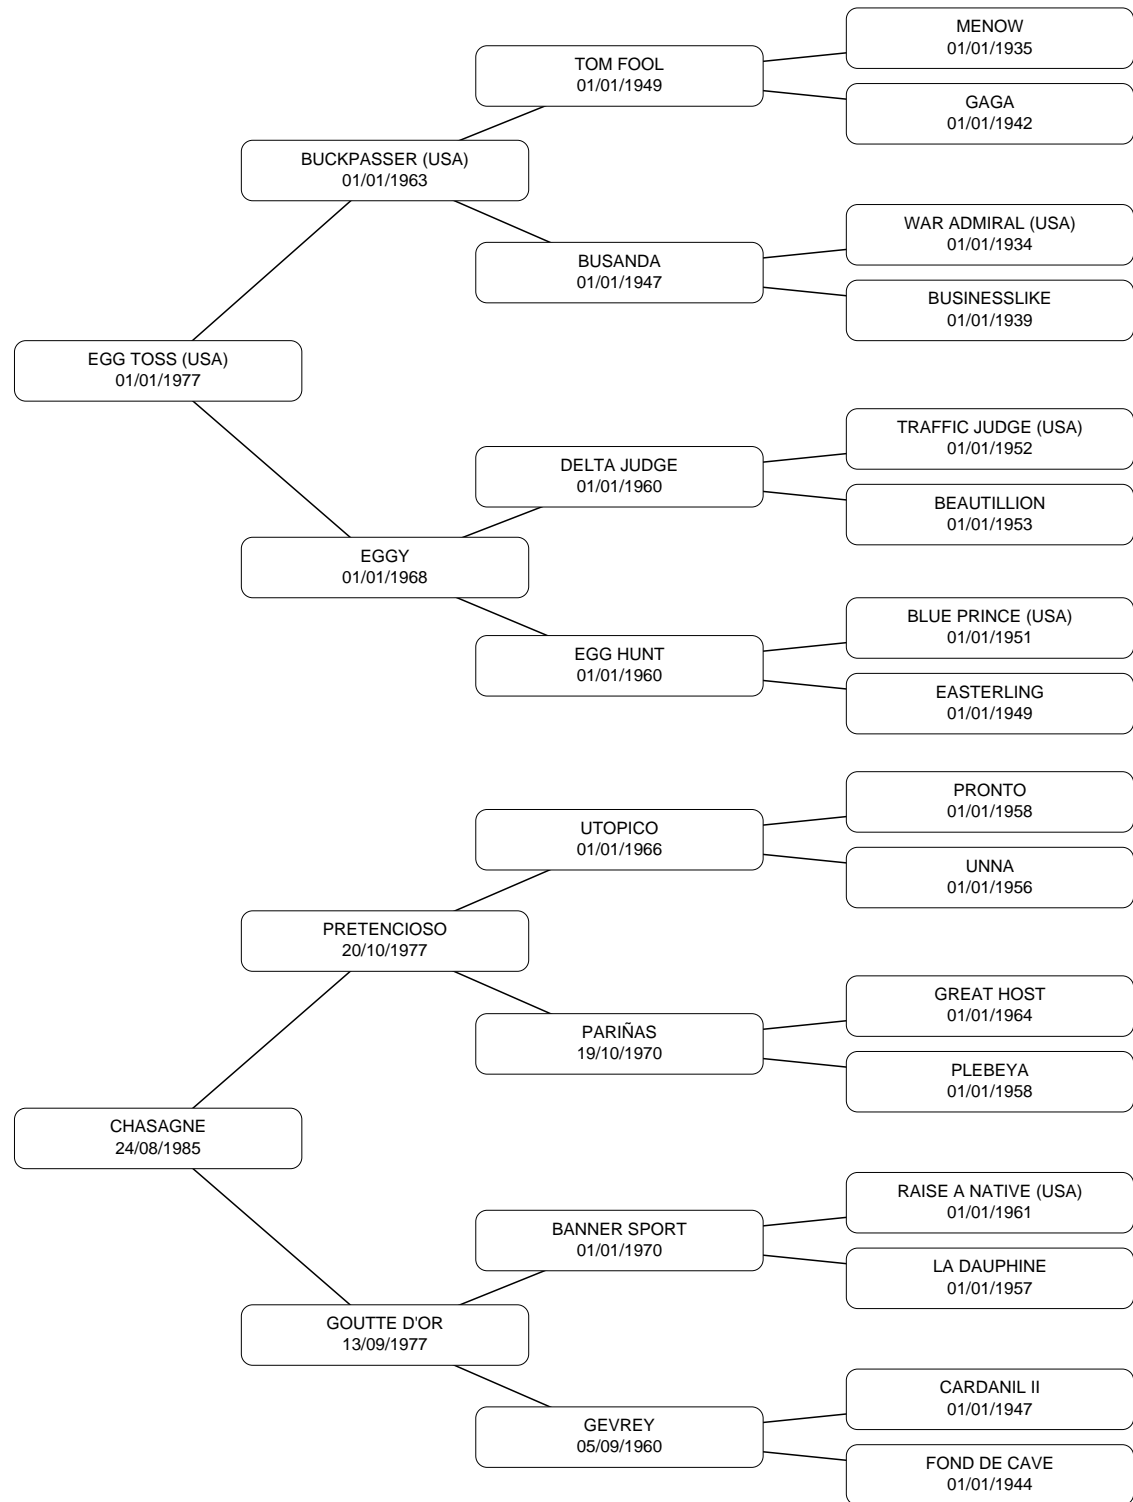 MENOW
01/01/1935
TOM FOOL
01/01/1949
GAGA
01/01/1942
BUCKPASSER (USA)
01/01/1963
WAR ADMIRAL (USA)
01/01/1934
BUSANDA
01/01/1947
BUSINESSLIKE
01/01/1939
EGG TOSS (USA)
01/01/1977
TRAFFIC JUDGE (USA)
01/01/1952
DELTA JUDGE
01/01/1960
BEAUTILLION
01/01/1953
EGGY
01/01/1968
BLUE PRINCE (USA)
01/01/1951
EGG HUNT
01/01/1960
EASTERLING
01/01/1949
PRONTO
01/01/1958
UTOPICO
01/01/1966
UNNA
01/01/1956
PRETENCIOSO
20/10/1977
GREAT HOST
01/01/1964
PARIÑAS
19/10/1970
PLEBEYA
01/01/1958
CHASAGNE
24/08/1985
RAISE A NATIVE (USA)
01/01/1961
BANNER SPORT
01/01/1970
LA DAUPHINE
01/01/1957
GOUTTE D'OR
13/09/1977
CARDANIL II
01/01/1947
GEVREY
05/09/1960
FOND DE CAVE
01/01/1944